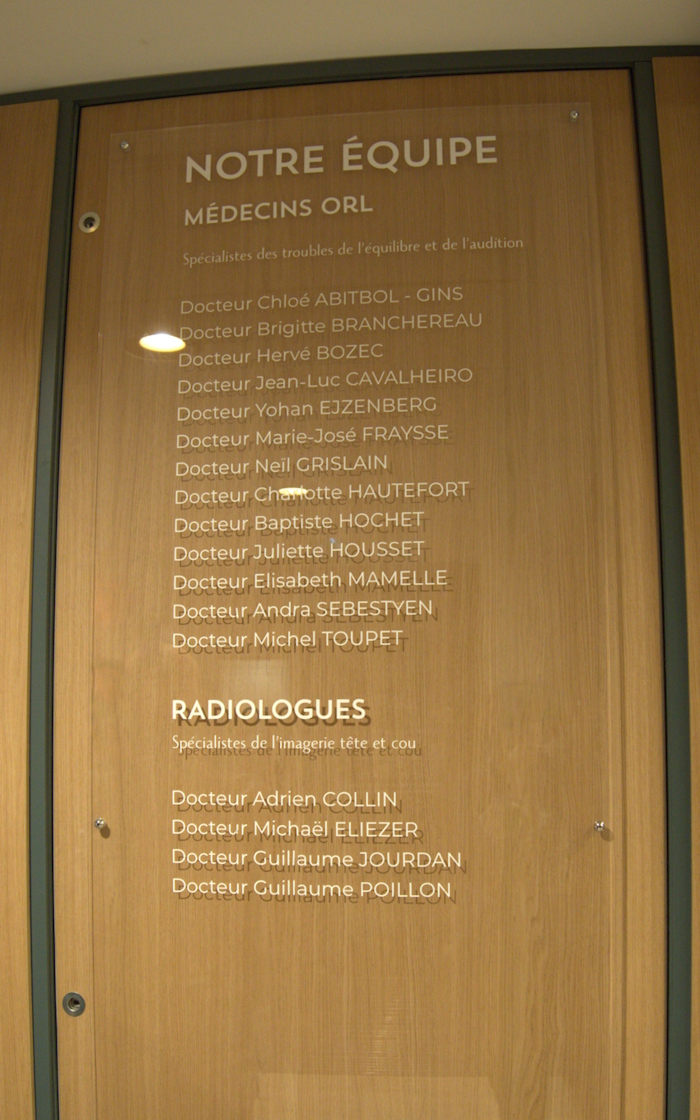 NOTRE ÉQUIPE
MÉDECINS ORL
Spécialistes des troubles de l'équilibre et de l'audition
Docteur Chloé ABITBOL - GINS
Docteur Brigitte BRANCHEREAU
Docteur Hervé BOZEC
Docteur Jean-Luc CAVALHEIRO
Docteur Yohan EJZENBERG
Docteur Marie-José FRAYSSE
Docteur Neïl GRISLAIN
Docteur Charlotte HAUTEFORT
Docteur Baptiste HOCHET
Docteur Juliette HOUSSET
Docteur Elisabeth MAMELLE
Docteur Andra SEBESTYEN
Docteur Michel TOUPET
RADIOLOGUES
Spécialistes de l'imagerie tête et cou
Docteur Adrien COLLIN
Docteur Michaël ELIEZER
Docteur Guillaume JOURDAN
Docteur Guillaume POILLON